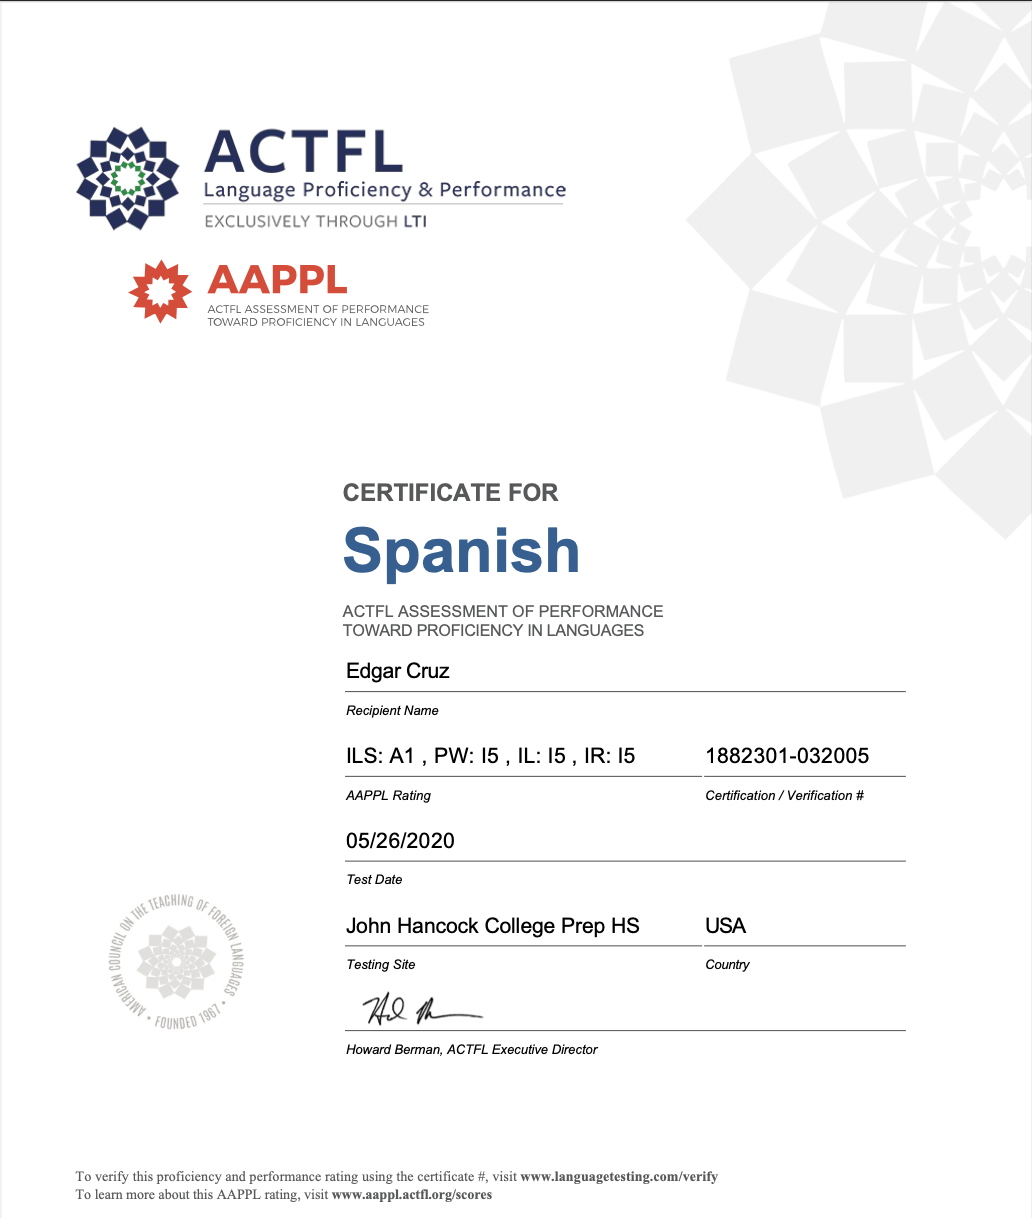 ACTFL
Language Proficiency & Performance
EXCLUSIVELY THROUGH LTI
AAPPL
ACTFL ASSESSMENT OF PERFORMANCE
TOWARD PROFICIENCY IN LANGUAGES
CERTIFICATE FOR
Spanish
ACTFL ASSESSMENT OF PERFORMANCE
TOWARD PROFICIENCY IN LANGUAGES
Edgar Cruz
Recipient Name
ILS: A1 , PW: I5 , IL: I5 , IR: I5
1882301-032005
AAPPL Rating
Certification / Verification #
05/26/2020
Test Date
AMERICAN COUNCIL ON THE TEACHING OF FOREIGN LANGUAGES
• FOUNDED 1967 •
John Hancock College Prep HS
USA
Testing Site
Country
Howard Berman, ACTFL Executive Director
To verify this proficiency and performance rating using the certificate #, visit www.languagetesting.com/verify
To learn more about this AAPPL rating, visit www.aappl.actfl.org/scores